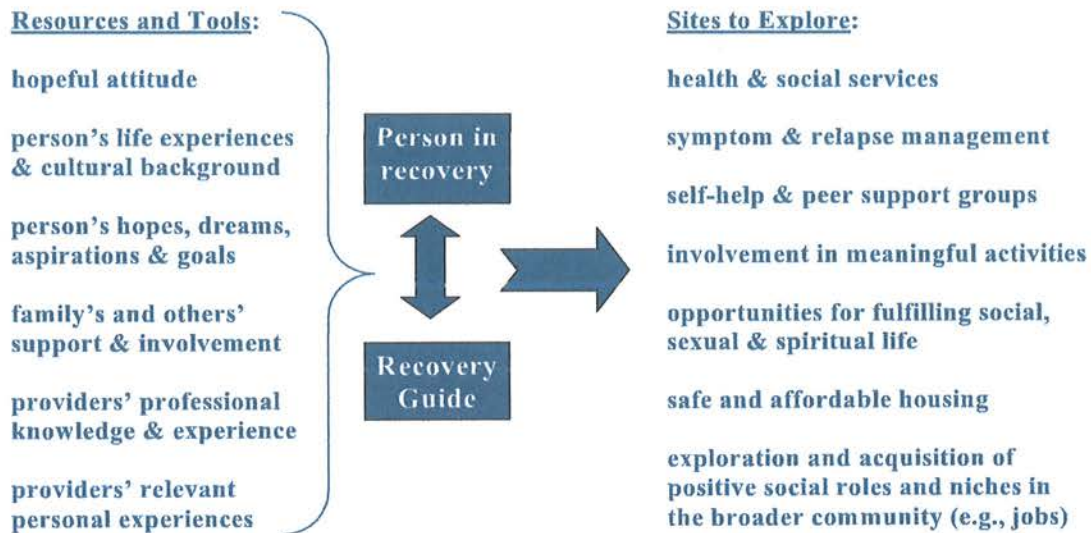 Resources and Tools:
hopeful attitude
person's life experiences
& cultural background
person's hopes, dreams,
aspirations & goals
family's and others'
support & involvement
providers' professional
knowledge & experience
providers' relevant
personal experiences
Person in
recovery
Recovery
Guide
Sites to Explore:
health & social services
symptom & relapse management
self-help & peer support groups
involvement in meaningful activities
opportunities for fulfilling social,
sexual & spiritual life
safe and affordable housing
exploration and acquisition of
positive social roles and niches in
the broader community (e.g., jobs)